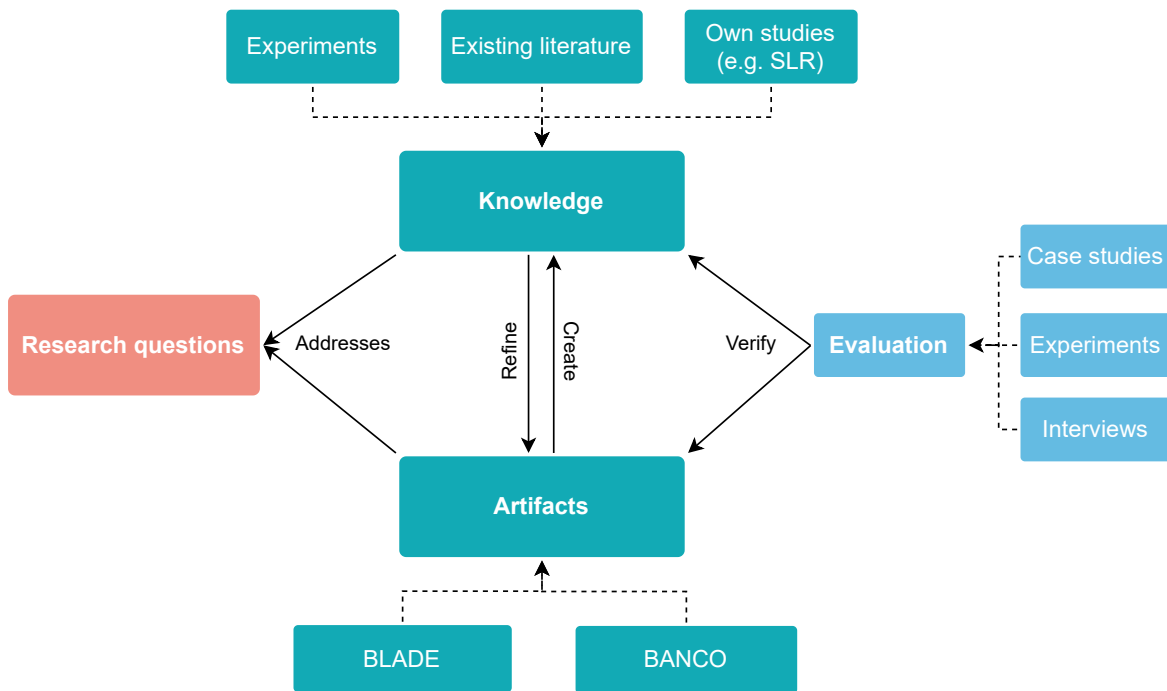 Experiments
Existing literature
Own studies
(e.g. SLR)
Knowledge
Case studies
Research questions
Addresses
Refine
Create
Verify
Evaluation
Experiments
Interviews
Artifacts
BLADE
BANCO